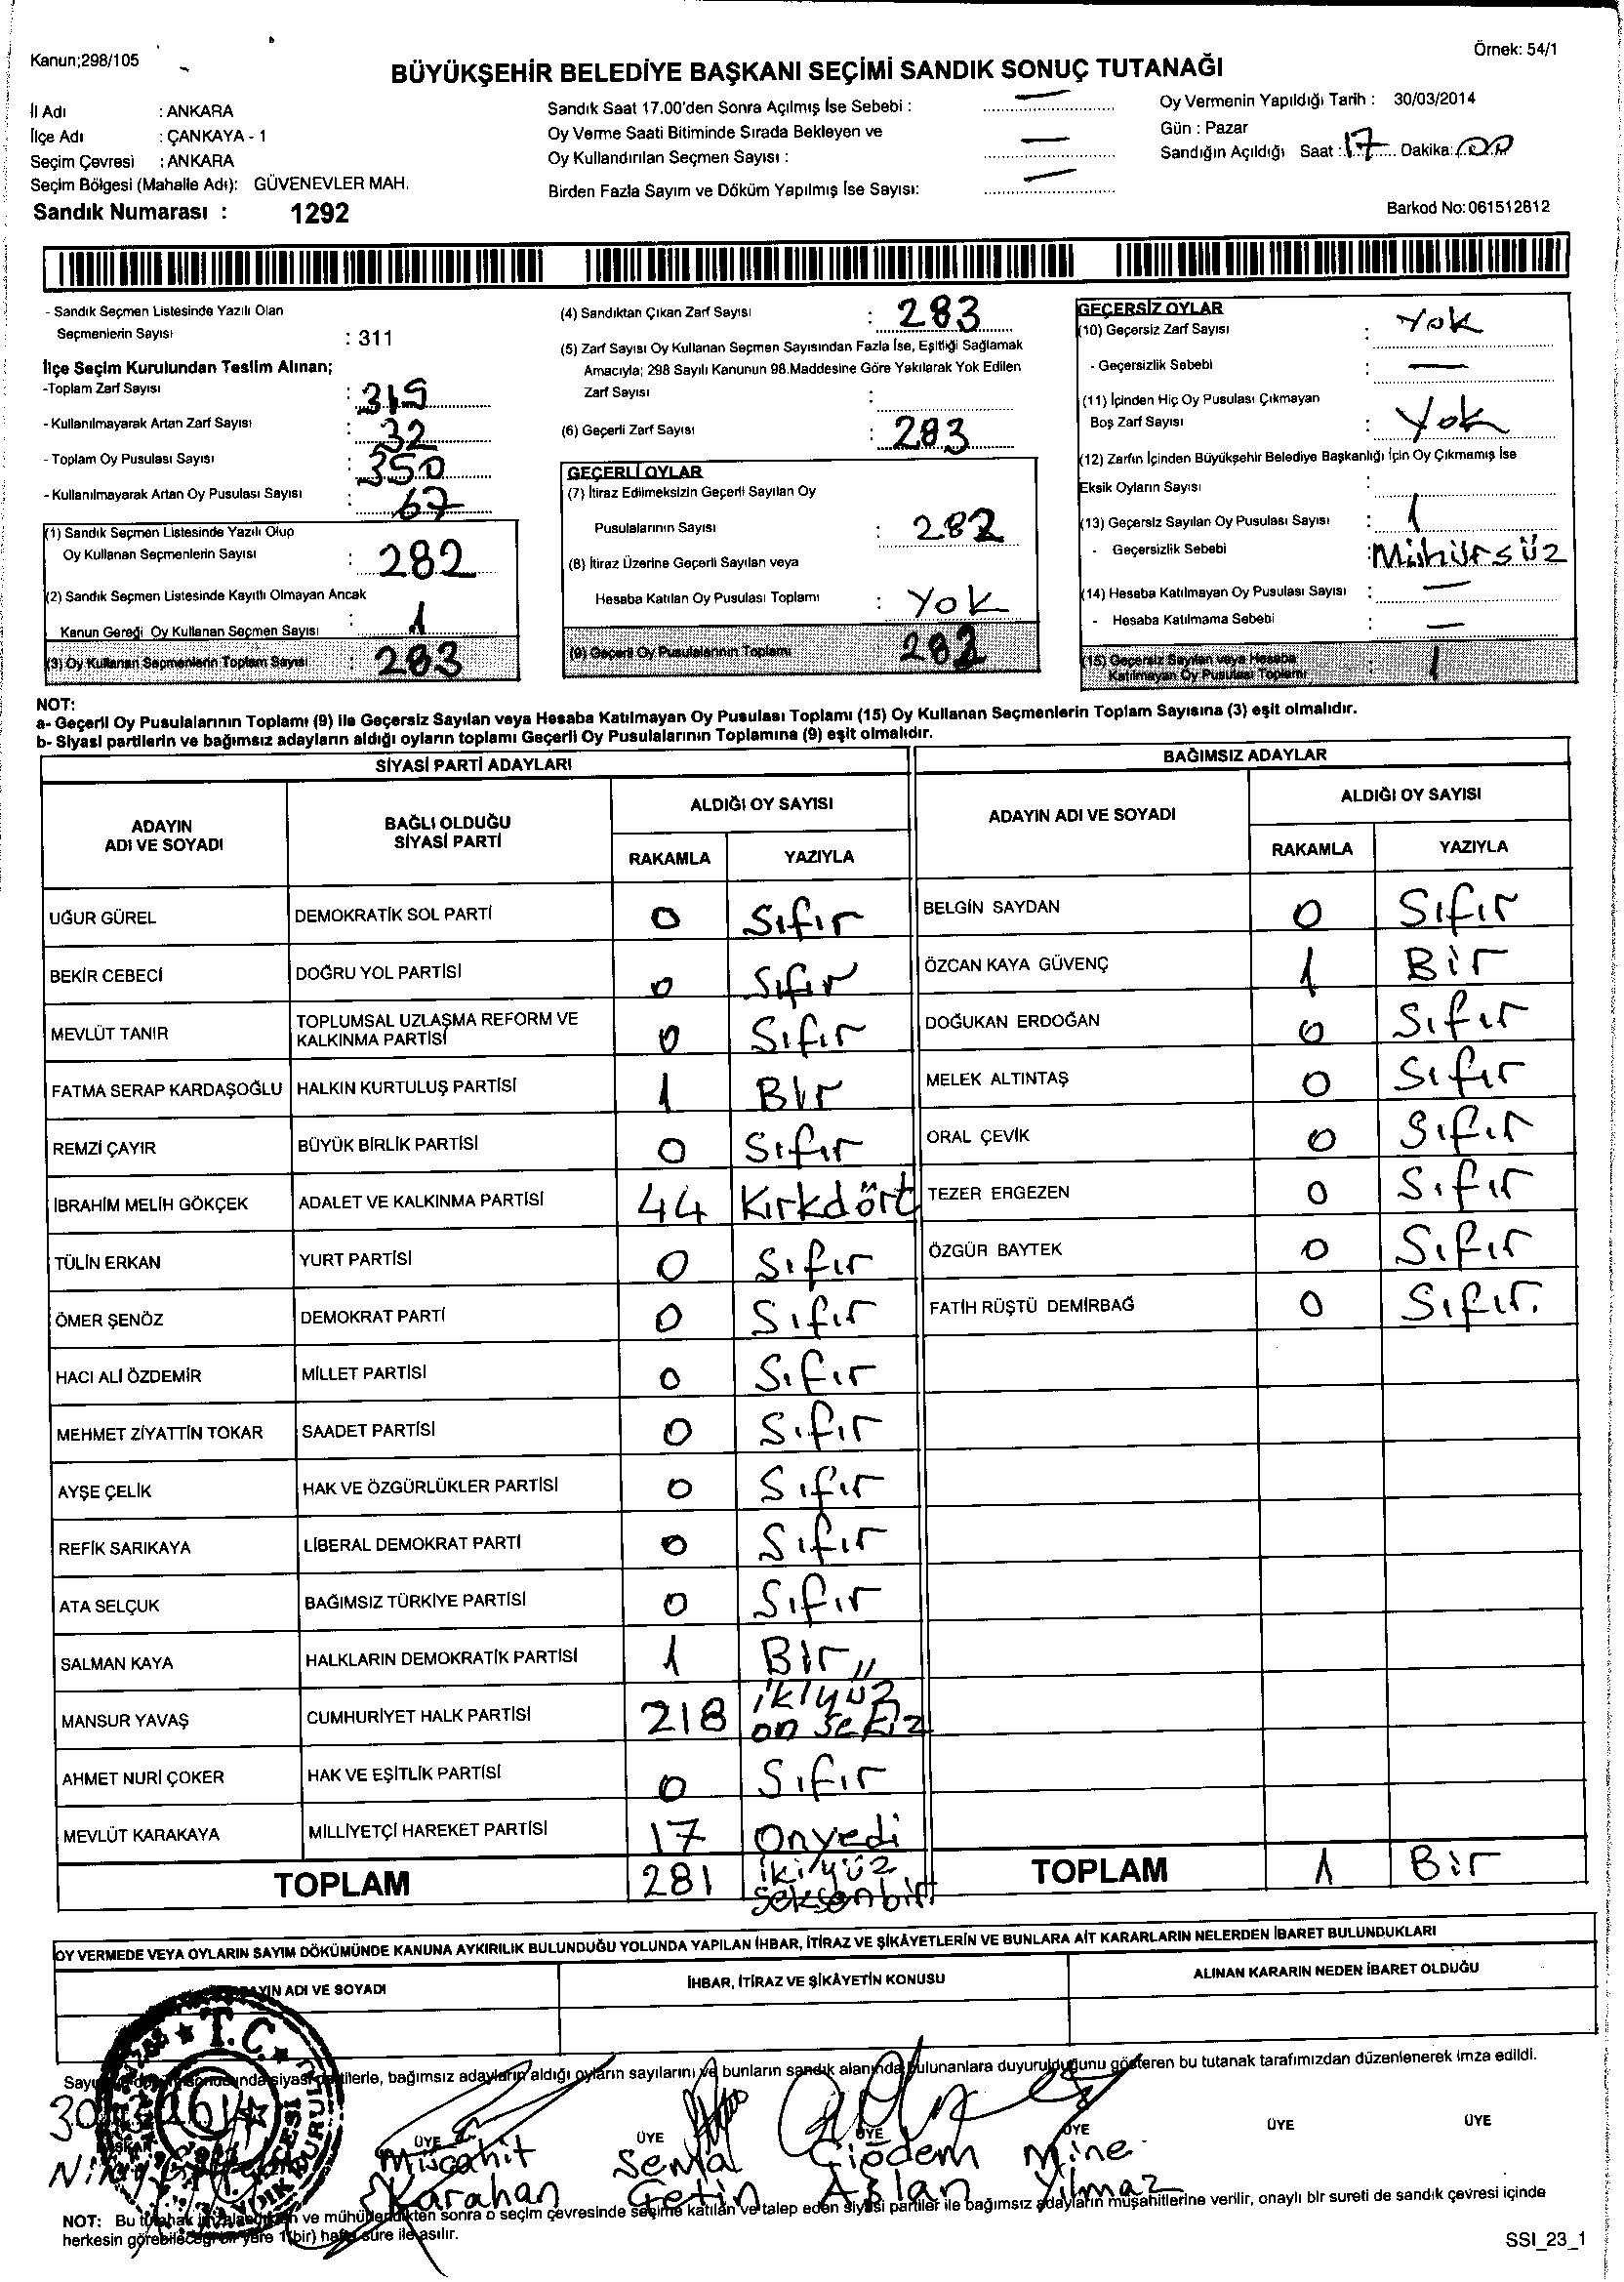 Kanun;298/105
Örnek: 54/1
BÜYÜKŞEHİR BELEDİYE BAŞKANI SEÇİMİ SANDIK SONUÇ TUTANAĞI
İl Adı : ANKARA
İlçe Adı : ÇANKAYA - 1
Seçim Çevresi : ANKARA
Seçim Bölgesi (Mahalle Adı): GÜVENEVLER MAH.
Sandık Numarası : 1292
Sandık Saat 17.00'den Sonra Açılmış İse Sebebi : —
Oy Verme Saati Bitiminde Sırada Bekleyen ve
Oy Kullandırılan Seçmen Sayısı : —
Birden Fazla Sayım ve Döküm Yapılmış İse Sayısı: —
Oy Vermenin Yapıldığı Tarih : 30/03/2014
Gün : Pazar
Sandığın Açıldığı Saat : 17 Dakika: 00
Barkod No:061512812
- Sandık Seçmen Listesinde Yazılı Olan
Seçmenlerin Sayısı : 311
İlçe Seçim Kurulundan Teslim Alınan;
-Toplam Zarf Sayısı : 315
- Kullanılmayarak Artan Zarf Sayısı : 32
- Toplam Oy Pusulası Sayısı : 350
- Kullanılmayarak Artan Oy Pusulası Sayısı : 67
(1) Sandık Seçmen Listesinde Yazılı Olup
Oy Kullanan Seçmenlerin Sayısı : 282
(2) Sandık Seçmen Listesinde Kayıtlı Olmayan Ancak
Kanun Gereği Oy Kullanan Seçmen Sayısı : 1
(3) Oy Kullanan Seçmenlerin Toplam Sayısı : 283
(4) Sandıktan Çıkan Zarf Sayısı : 283
(5) Zarf Sayısı Oy Kullanan Seçmen Sayısından Fazla İse, Eşitliği Sağlamak
Amacıyla; 298 Sayılı Kanunun 98.Maddesine Göre Yakılarak Yok Edilen
Zarf Sayısı :
(6) Geçerli Zarf Sayısı : 283
GEÇERLİ OYLAR
(7) İtiraz Edilmeksizin Geçerli Sayılan Oy
Pusulalarının Sayısı : 282
(8) İtiraz Üzerine Geçerli Sayılan veya
Hesaba Katılan Oy Pusulası Toplamı : Yok
(9) Geçerli Oy Pusulalarının Toplamı 282
GEÇERSİZ OYLAR
(10) Geçersiz Zarf Sayısı : Yok
- Geçersizlik Sebebi : —
(11) İçinden Hiç Oy Pusulası Çıkmayan
Boş Zarf Sayısı : Yok
(12) Zarfın İçinden Büyükşehir Belediye Başkanlığı İçin Oy Çıkmamış İse
Eksik Oyların Sayısı :
(13) Geçersiz Sayılan Oy Pusulası Sayısı : 1
- Geçersizlik Sebebi : Mühürsüz
(14) Hesaba Katılmayan Oy Pusulası Sayısı : —
- Hesaba Katılmama Sebebi : —
(15) Geçersiz Sayılan veya Hesaba
Katılmayan Oy Pusulası Toplamı : 1
NOT:
a- Geçerli Oy Pusulalarının Toplamı (9) ile Geçersiz Sayılan veya Hesaba Katılmayan Oy Pusulası Toplamı (15) Oy Kullanan Seçmenlerin Toplam Sayısına (3) eşit olmalıdır.
b- Siyasi partilerin ve bağımsız adayların aldığı oyların toplamı Geçerli Oy Pusulalarının Toplamına (9) eşit olmalıdır.
SİYASİ PARTİ ADAYLARI
ADAYIN ADI VE SOYADI
BAĞLI OLDUĞU SİYASİ PARTİ
ALDIĞI OY SAYISI
RAKAMLA YAZIYLA
UĞUR GÜREL DEMOKRATİK SOL PARTİ 0 Sıfır
BEKİR CEBECİ DOĞRU YOL PARTİSİ 0 Sıfır
MEVLÜT TANIR TOPLUMSAL UZLAŞMA REFORM VE KALKINMA PARTİSİ 0 Sıfır
FATMA SERAP KARDAŞOĞLU HALKIN KURTULUŞ PARTİSİ 1 Bir
REMZİ ÇAYIR BÜYÜK BİRLİK PARTİSİ 0 Sıfır
İBRAHİM MELİH GÖKÇEK ADALET VE KALKINMA PARTİSİ 44 Kırkdört
TÜLİN ERKAN YURT PARTİSİ 0 Sıfır
ÖMER ŞENÖZ DEMOKRAT PARTİ 0 Sıfır
HACI ALİ ÖZDEMİR MİLLET PARTİSİ 0 Sıfır
MEHMET ZİYATTİN TOKAR SAADET PARTİSİ 0 Sıfır
AYŞE ÇELİK HAK VE ÖZGÜRLÜKLER PARTİSİ 0 Sıfır
REFİK SARIKAYA LİBERAL DEMOKRAT PARTİ 0 Sıfır
ATA SELÇUK BAĞIMSIZ TÜRKİYE PARTİSİ 0 Sıfır
SALMAN KAYA HALKLARIN DEMOKRATİK PARTİSİ 1 Bir
MANSUR YAVAŞ CUMHURİYET HALK PARTİSİ 218 ikiyüz on sekiz
AHMET NURİ ÇOKER HAK VE EŞİTLİK PARTİSİ 0 Sıfır
MEVLÜT KARAKAYA MİLLİYETÇİ HAREKET PARTİSİ 17 Onyedi
TOPLAM 281 ikiyüz seksenbir
BAĞIMSIZ ADAYLAR
ADAYIN ADI VE SOYADI
ALDIĞI OY SAYISI
RAKAMLA YAZIYLA
BELGİN SAYDAN 0 Sıfır
ÖZCAN KAYA GÜVENÇ 1 Bir
DOĞUKAN ERDOĞAN 0 Sıfır
MELEK ALTINTAŞ 0 Sıfır
ORAL ÇEVİK 0 Sıfır
TEZER ERGEZEN 0 Sıfır
ÖZGÜR BAYTEK 0 Sıfır
FATİH RÜŞTÜ DEMİRBAĞ 0 Sıfır.
TOPLAM 1 Bir
OY VERMEDE VEYA OYLARIN SAYIM DÖKÜMÜNDE KANUNA AYKIRILIK BULUNDUĞU YOLUNDA YAPILAN İHBAR, İTİRAZ VE ŞİKÂYETLERİN VE BUNLARA AİT KARARLARIN NELERDEN İBARET BULUNDUKLARI
ADI VE SOYADI
İHBAR, İTİRAZ VE ŞİKÂYETİN KONUSU
ALINAN KARARIN NEDEN İBARET OLDUĞU
T.C.
bağımsız adayların aldığı oyların sayılarını ve bunların sandık alanında bulunanlara duyurulduğunu gösteren bu tutanak tarafımızdan düzenlenerek imza edildi.
ÜYE ÜYE ÜYE ÜYE ÜYE ÜYE
Mücahit Sema Çiğdem Mine
Karahan Çetin Aslan Yılmaz
NOT: Bu tutanak ve mühürlendikten sonra o seçim çevresinde seçime katılan ve talep eden siyasi partiler ile bağımsız adayların müşahitlerine verilir, onaylı bir sureti de sandık çevresi içinde
herkesin görebileceği bir yere 1(bir) hafta süre ile asılır.
SSI_23_1